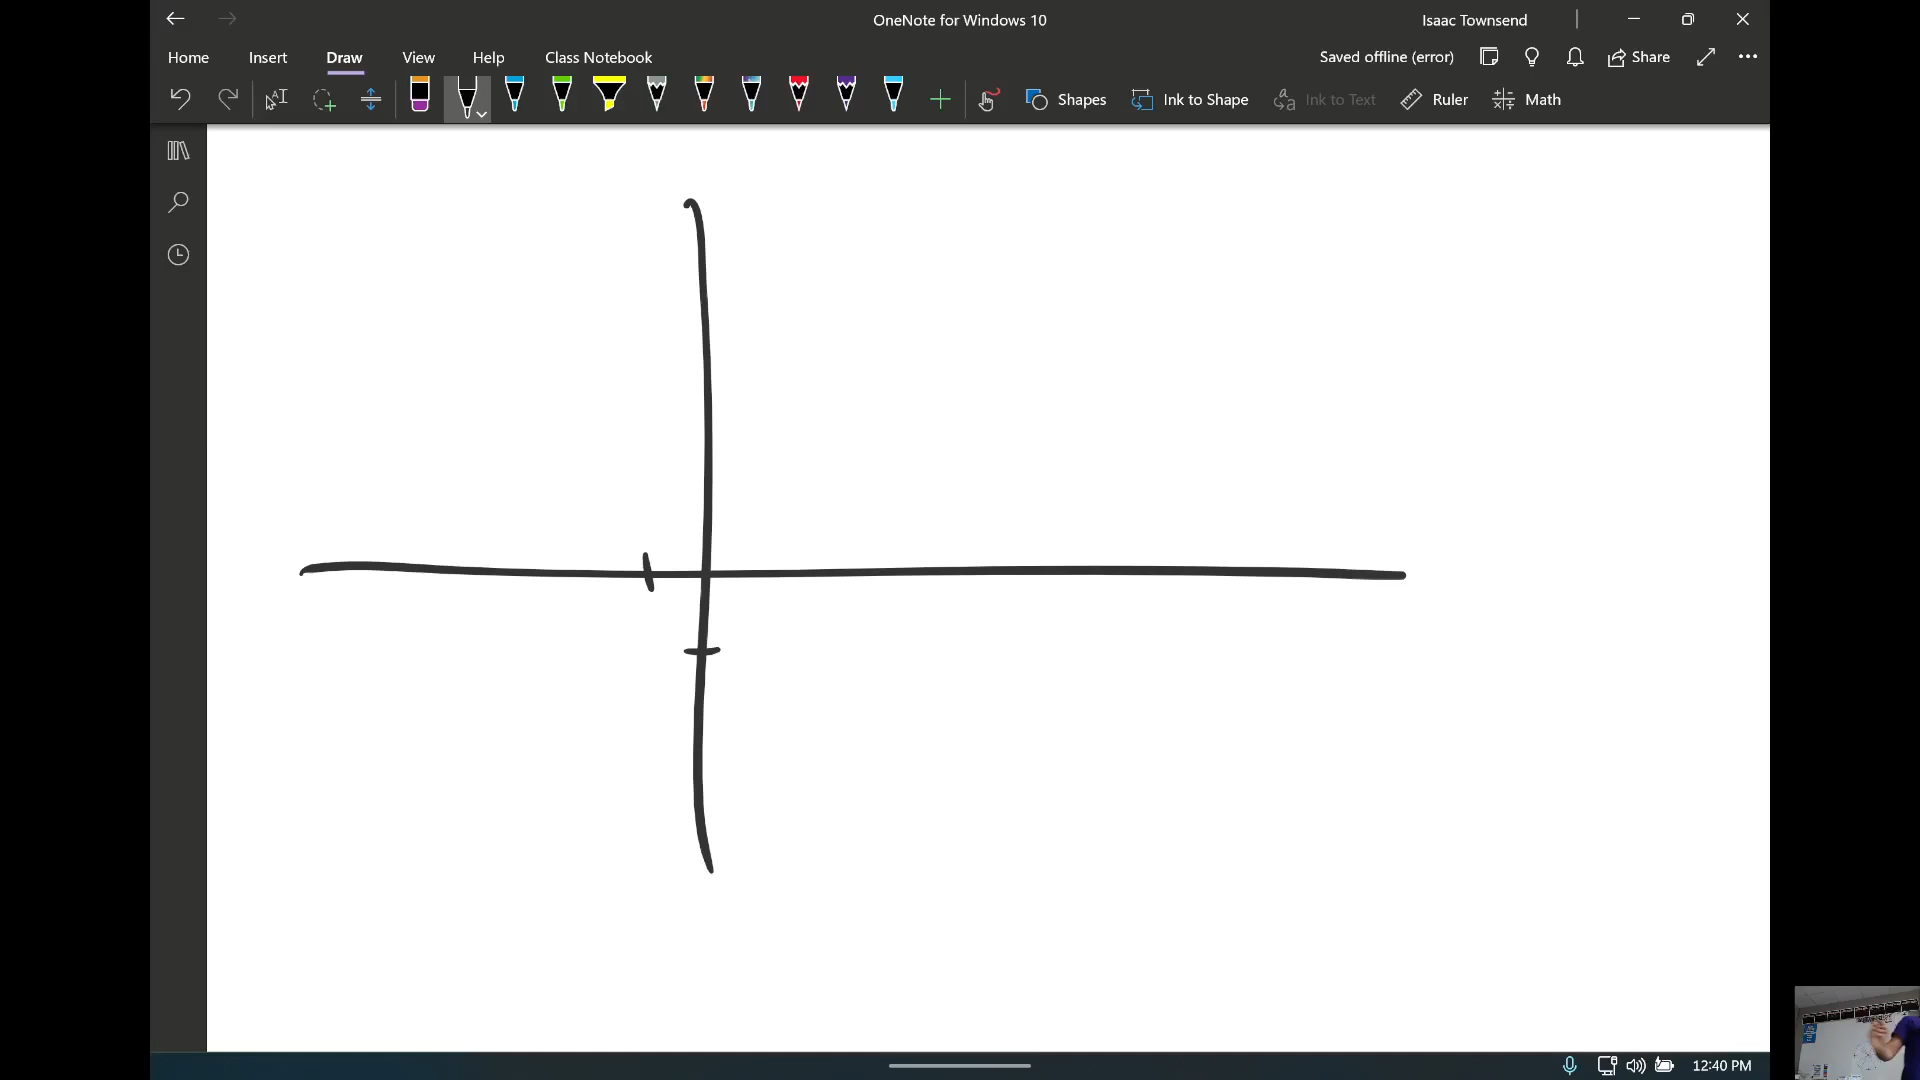 OneNote for Windows 10
Isaac Townsend
Home Insert Draw View Help Class Notebook
Saved offline (error) Share
Shapes Ink to Shape Ink to Text Ruler Math
12:40 PM